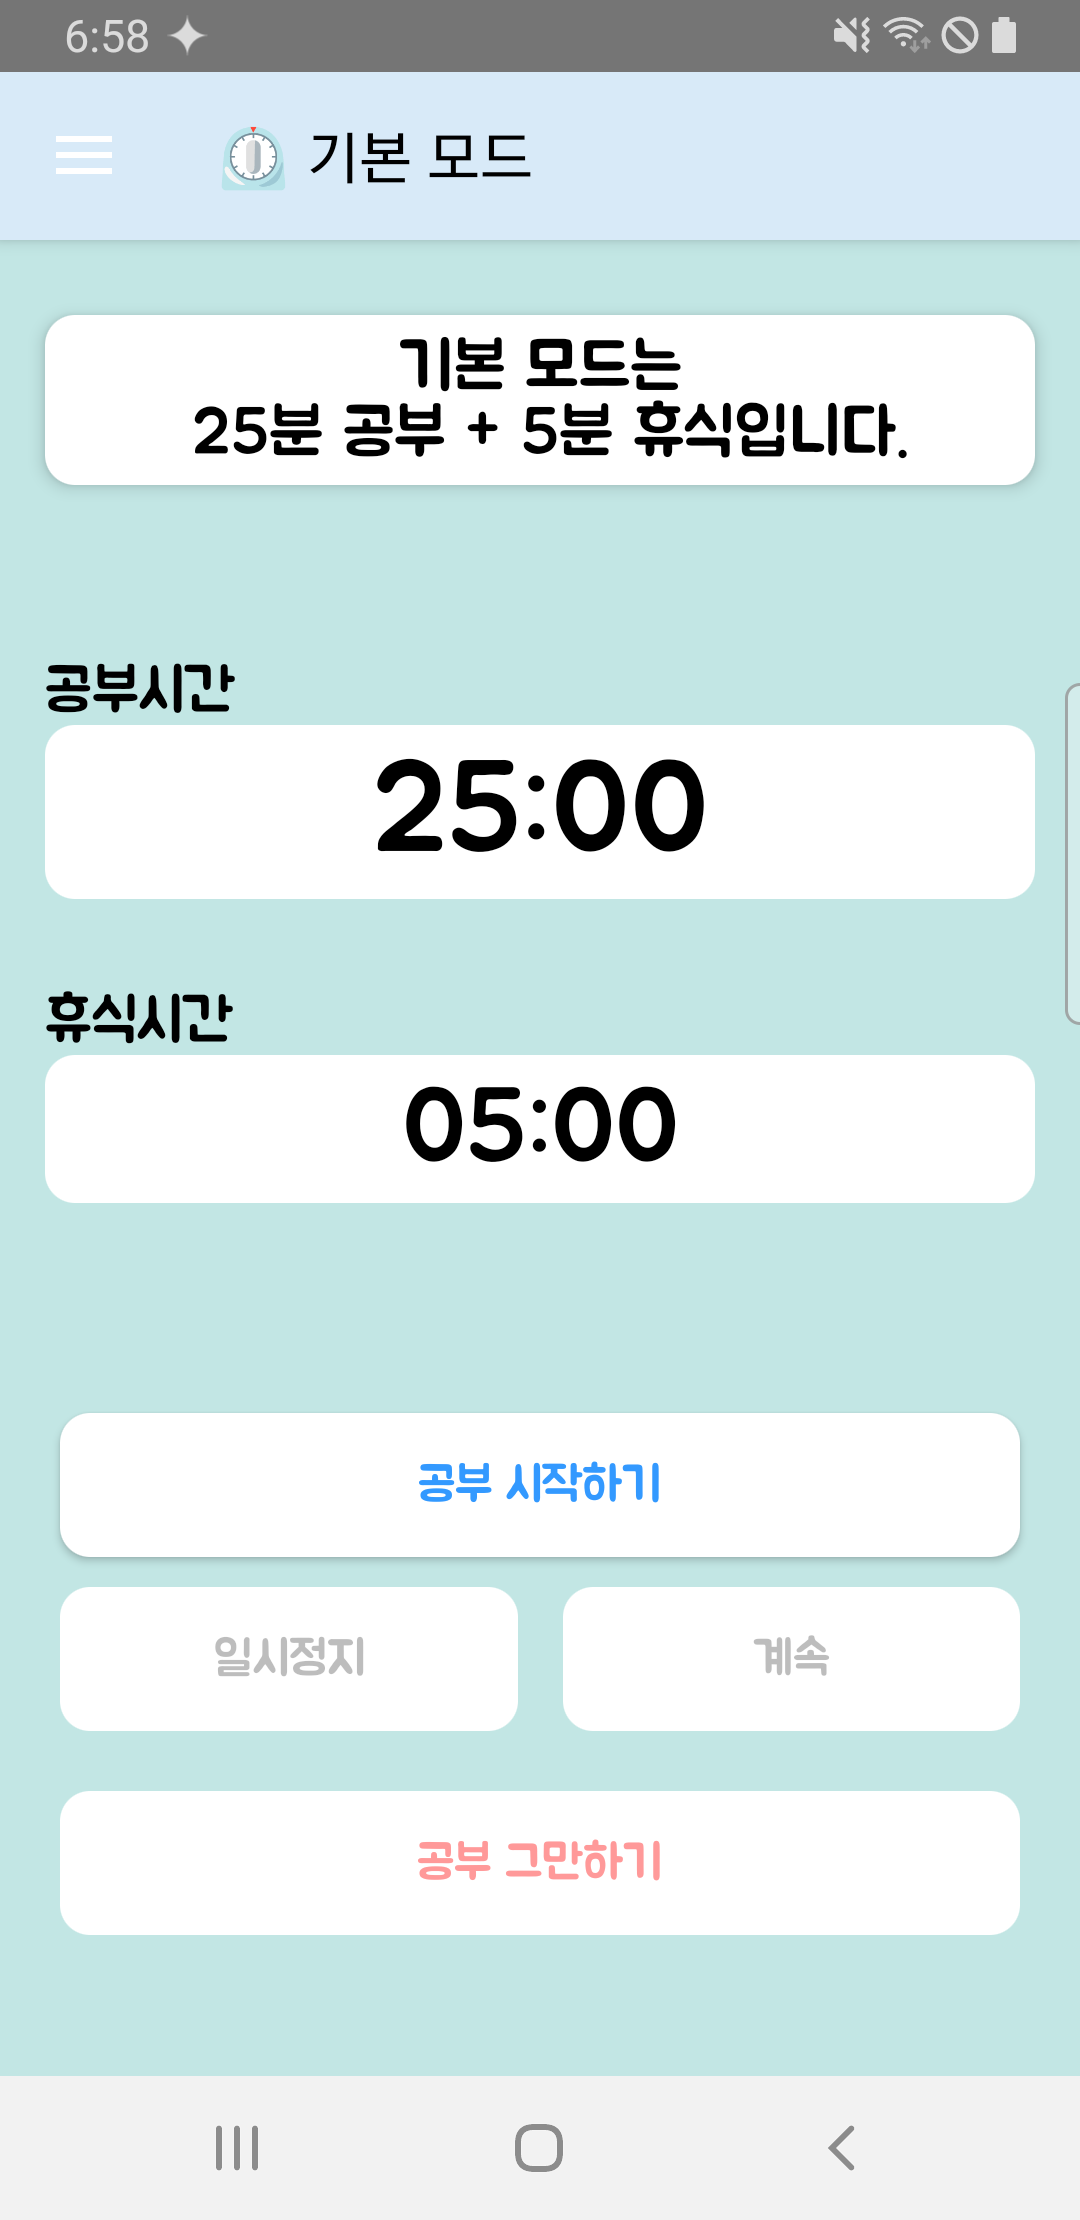 6:58
기본 모드
기본 모드는
25분 공부 + 5분 휴식입니다.
공부시간
25:00
휴식시간
05:00
공부 시작하기
일시정지
계속
공부 그만하기